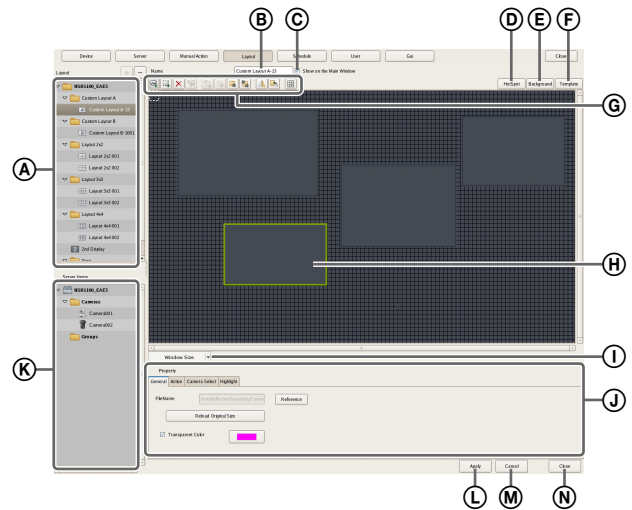 B C D E F
Device Server Manual Action Layout Schedule User Gui Close
Layout Name Custom Layout A-13 Show on the Main Window
HotSpot Background Template
NSR1100_EAE5
Custom Layout A
Custom Layout A-13
Custom Layout B
Custom Layout B-1001
Layout 2x2
Layout 2x2 001
Layout 2x2 002
Layout 3x3
Layout 3x3 001
Layout 3x3 002
Layout 4x4
Layout 4x4 001
Layout 4x4 002
2nd Display
G
A
H
Server Items
NSR1100_EAE5
Cameras
Camera001
Camera002
Groups
K
Window Size
I
Property
General Action Camera Select Highlight
FileName Reference
Reload Original Size
Transparent Color
J
Apply Cancel Close
L M N